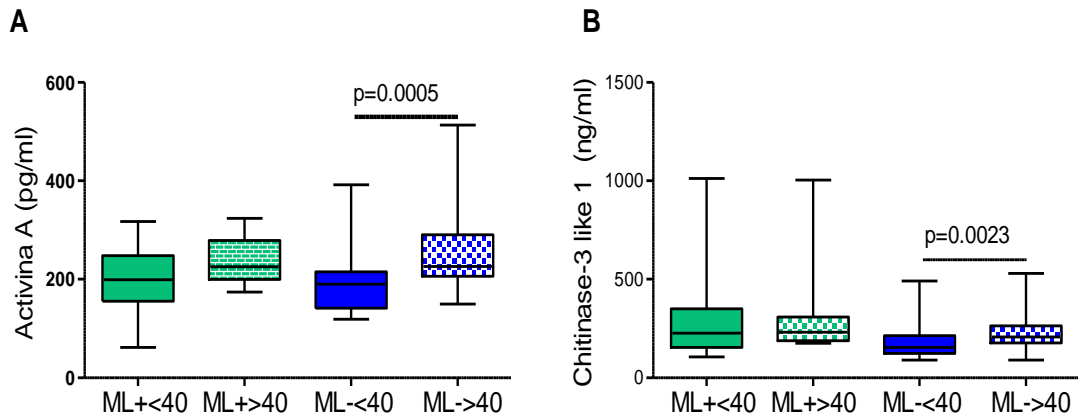 A
Activina A (pg/ml)
600
400
200
0
p=0.0005
ML+<40
ML+>40
ML-<40
ML->40
B
Chitinase-3 like 1 (ng/ml)
1500
1000
500
0
p=0.0023
ML+<40
ML+>40
ML-<40
ML->40